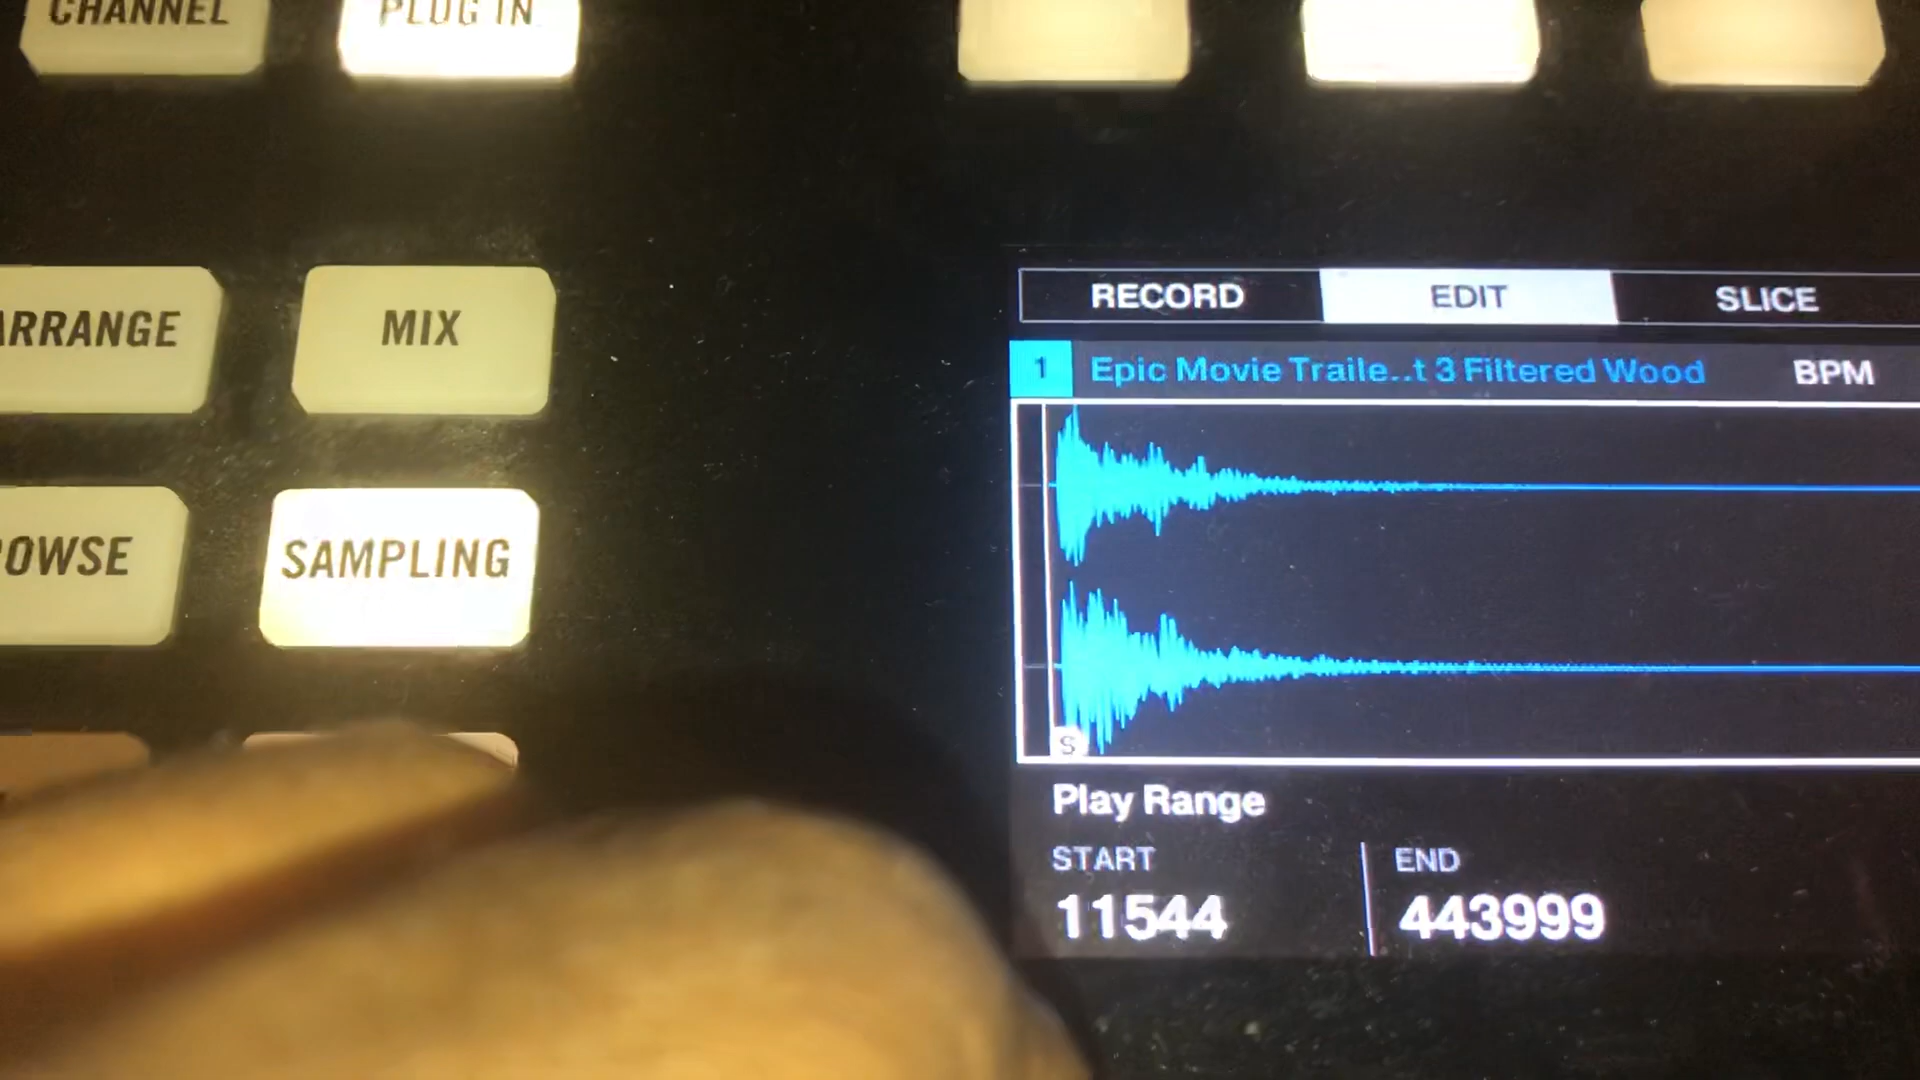 CHANNEL PLUG IN
ARRANGE MIX
OWSE SAMPLING
RECORD EDIT SLICE
1 Epic Movie Traile..t 3 Filtered Wood BPM
S
Play Range
START END
11544 443999